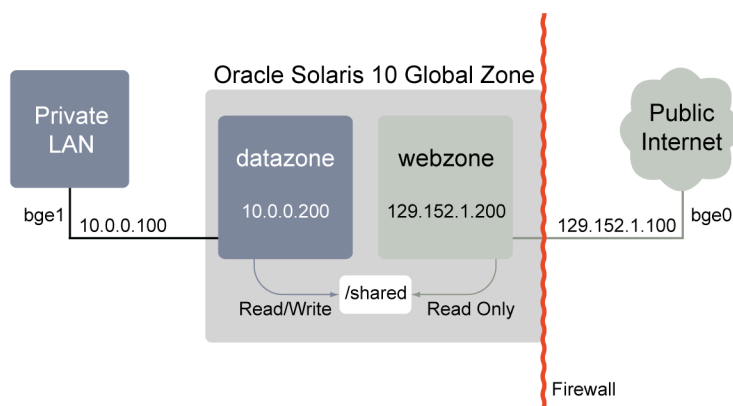 Oracle Solaris 10 Global Zone
Private
LAN
datazone
10.0.0.200
webzone
129.152.1.200
Public
Internet
bge1
10.0.0.100
129.152.1.100
bge0
/shared
Read/Write
Read Only
Firewall